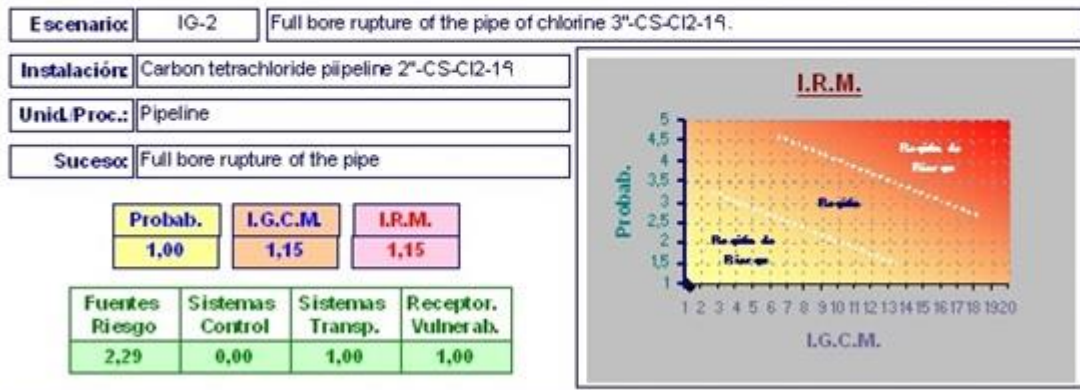 Escenario: IG-2 Full bore rupture of the pipe of chlorine 3"-CS-Cl2-19.
Instalación: Carbon tetrachloride piipeline 2"-CS-Cl2-19
Unid./Proc.: Pipeline
Suceso: Full bore rupture of the pipe
Probab. I.G.C.M. I.R.M.
1,00 1,15 1,15
Fuentes Riesgo Sistemas Control Sistemas Transp. Receptor. Vulnerab.
2,29 0,00 1,00 1,00
I.R.M.
Probab.
5
4,5
4
3,5
3
2,5
2
1,5
1
Región de
Riesgo
Región
Región de
Riesgo
1 2 3 4 5 6 7 8 9 10 11 12 13 14 15 16 17 18 19 20
I.G.C.M.